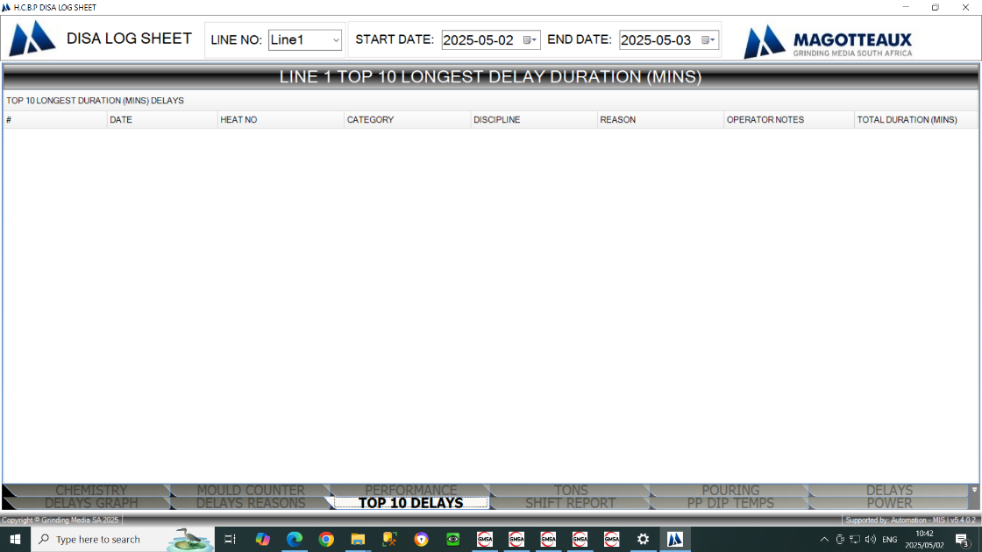 H.C.B.P DISA LOG SHEET
DISA LOG SHEET LINE NO: Line1 START DATE: 2025-05-02 END DATE: 2025-05-03 MAGOTTEAUX
GRINDING MEDIA SOUTH AFRICA
LINE 1 TOP 10 LONGEST DELAY DURATION (MINS)
TOP 10 LONGEST DURATION (MINS) DELAYS
# DATE HEAT NO CATEGORY DISCIPLINE REASON OPERATOR NOTES TOTAL DURATION (MINS)
CHEMISTRY MOULD COUNTER PERFORMANCE TONS POURING DELAYS
DELAYS GRAPH DELAYS REASONS TOP 10 DELAYS SHIFT REPORT PP DIP TEMPS POWER
Copyright © Grinding Media SA 2025 Supported by: Automation - MIS | v5.4.0.2
Type here to search GMSA GMSA GMSA GMSA GMSA ENG 10:42
2025/05/02